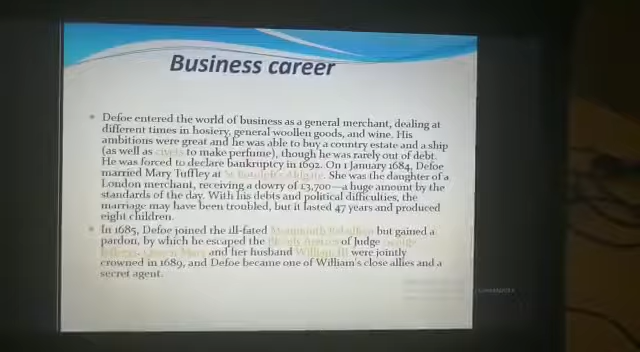 Business career
Defoe entered the world of business as a general merchant, dealing at
different times in hosiery, general woollen goods, and wine. His
ambitions were great and he was able to buy a country estate and a ship
(as well as civets to make perfume), though he was rarely out of debt.
He was forced to declare bankruptcy in 1692. On 1 January 1684, Defoe
married Mary Tuffley at St Botolph's Aldgate. She was the daughter of a
London merchant, receiving a dowry of £3,700—a huge amount by the
standards of the day. With his debts and political difficulties, the
marriage may have been troubled, but it lasted 47 years and produced
eight children.
In 1685, Defoe joined the ill-fated Monmouth Rebellion but gained a
pardon, by which he escaped the Bloody Assizes of Judge George
Jeffreys. Queen Mary and her husband William III were jointly
crowned in 1689, and Defoe became one of William's close allies and a
secret agent.